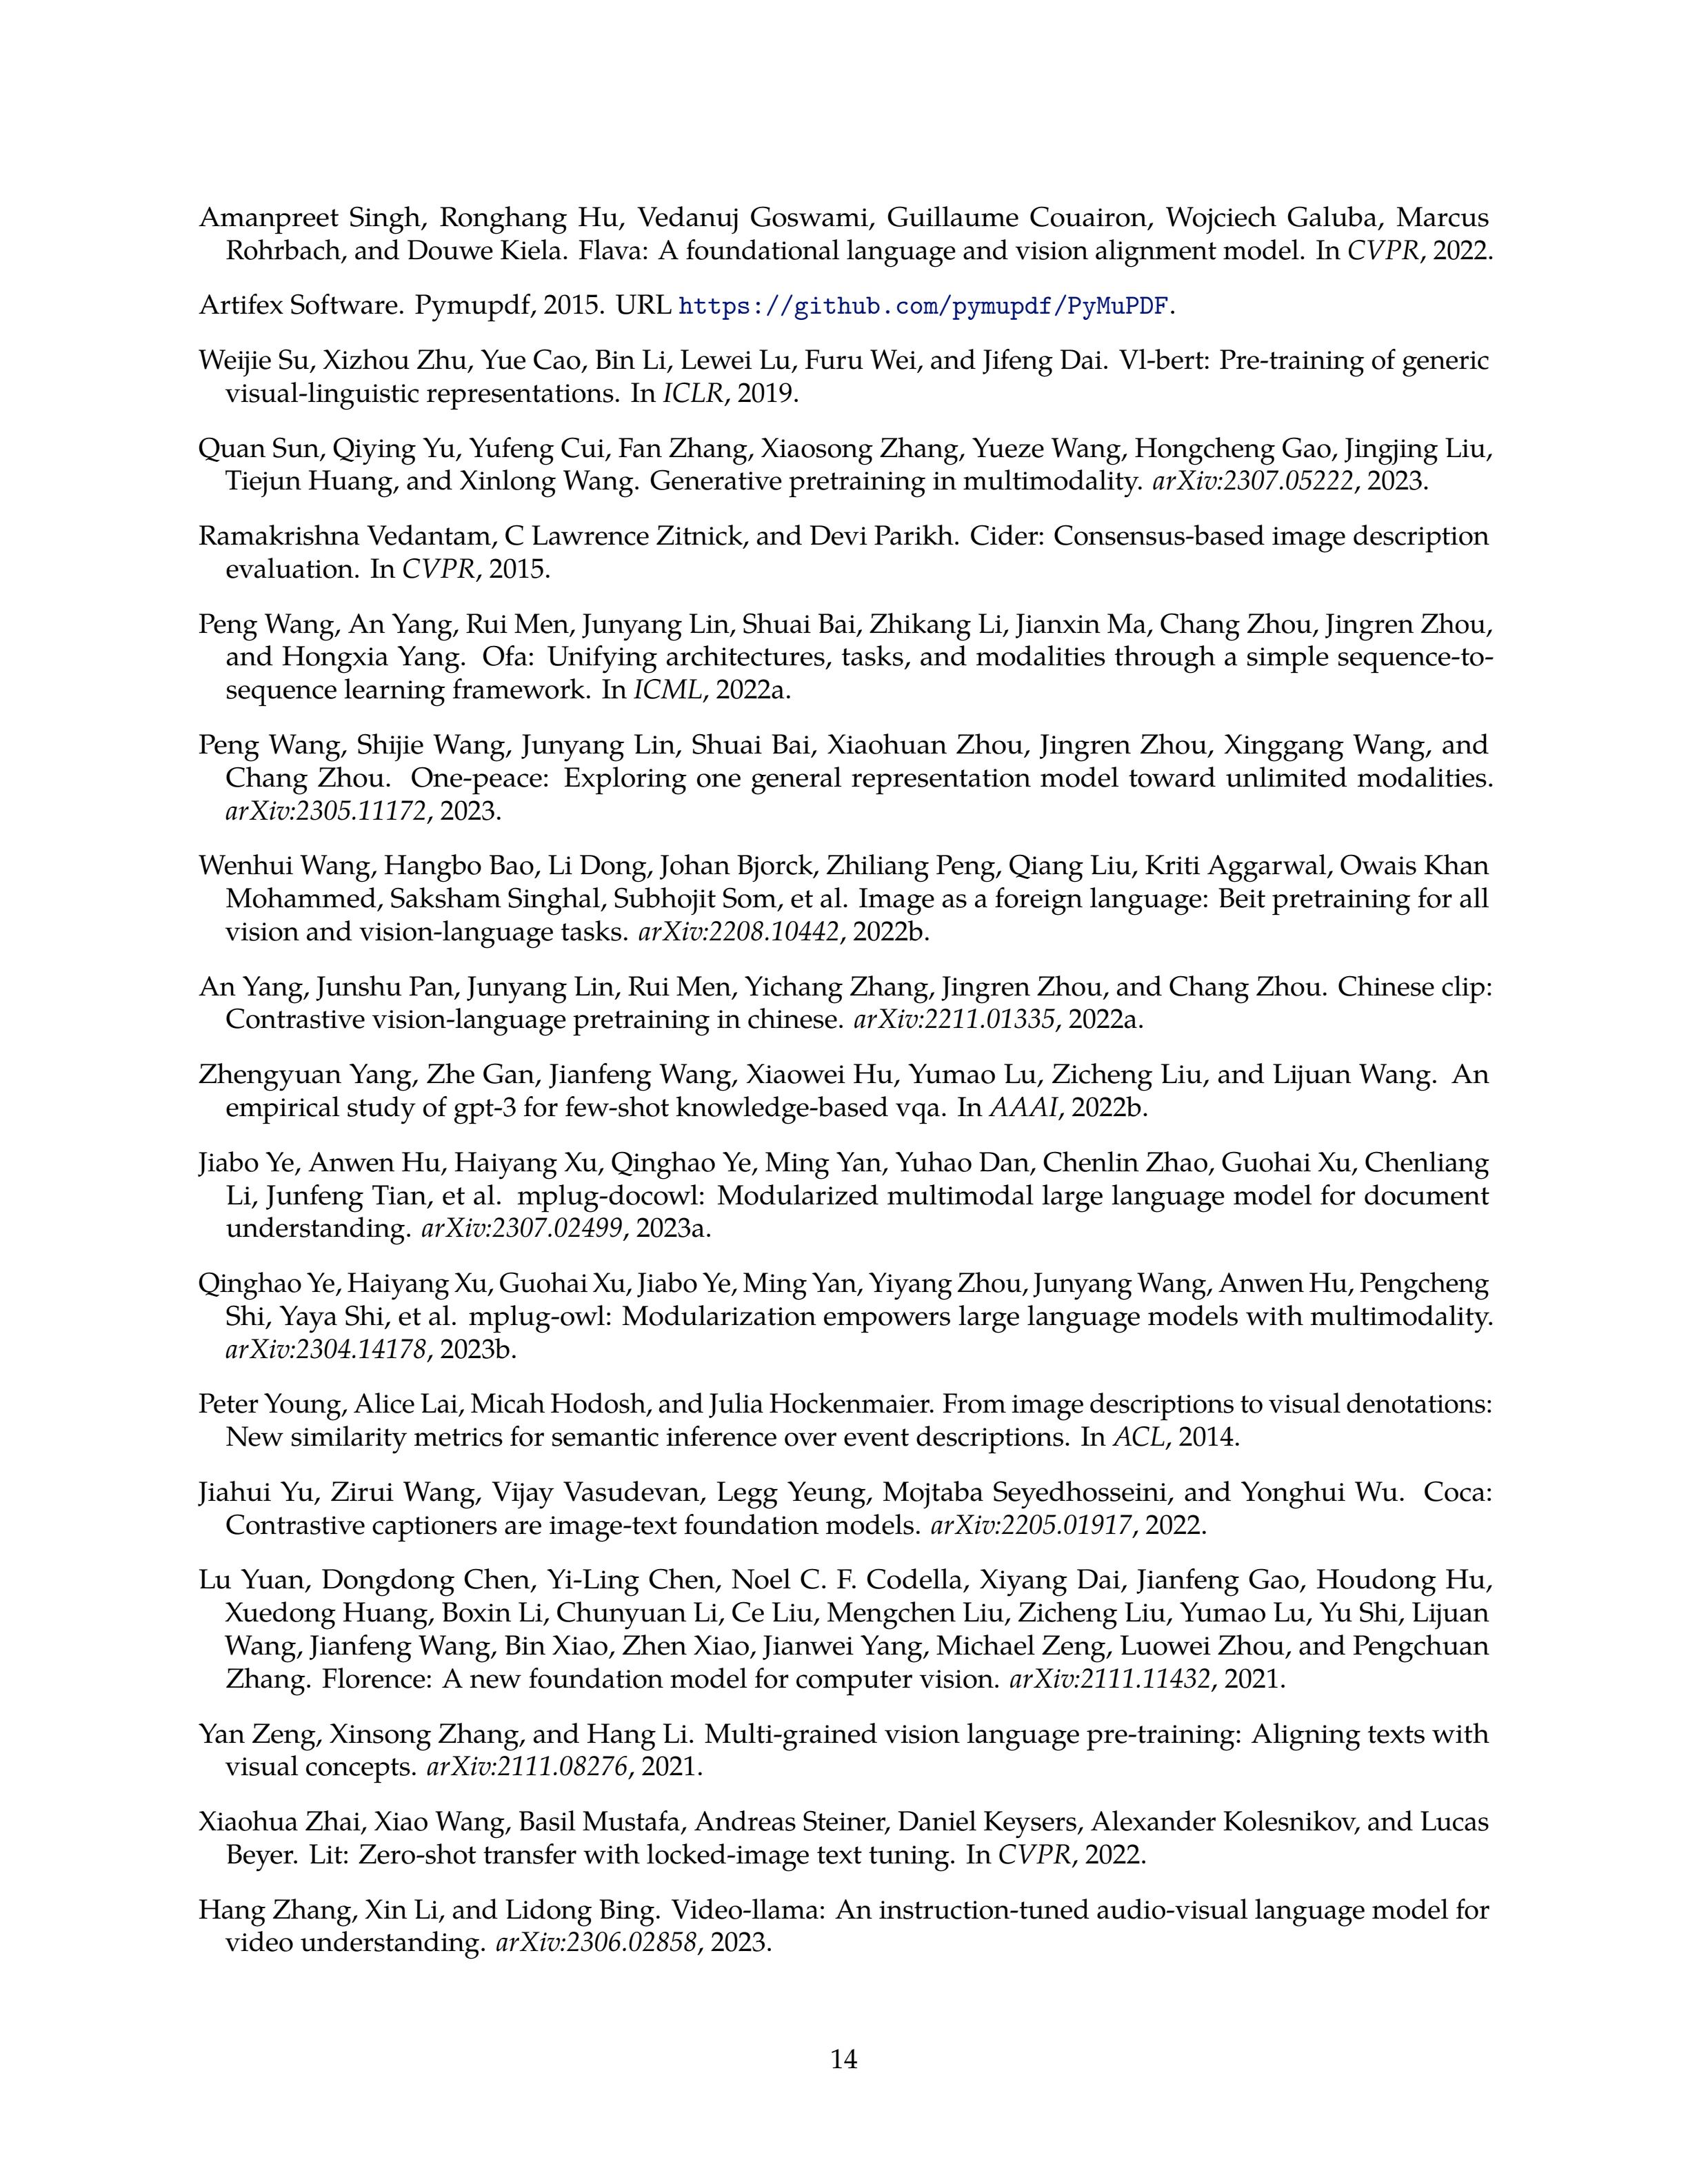 Amanpreet Singh, Ronghang Hu, Vedanuj Goswami, Guillaume Couairon, Wojciech Galuba, Marcus
Rohrbach, and Douwe Kiela. Flava: A foundational language and vision alignment model. In CVPR, 2022.
Artifex Software. Pymupdf, 2015. URL https://github.com/pymupdf/PyMuPDF.
Weijie Su, Xizhou Zhu, Yue Cao, Bin Li, Lewei Lu, Furu Wei, and Jifeng Dai. Vl-bert: Pre-training of generic
visual-linguistic representations. In ICLR, 2019.
Quan Sun, Qiying Yu, Yufeng Cui, Fan Zhang, Xiaosong Zhang, Yueze Wang, Hongcheng Gao, Jingjing Liu,
Tiejun Huang, and Xinlong Wang. Generative pretraining in multimodality. arXiv:2307.05222, 2023.
Ramakrishna Vedantam, C Lawrence Zitnick, and Devi Parikh. Cider: Consensus-based image description
evaluation. In CVPR, 2015.
Peng Wang, An Yang, Rui Men, Junyang Lin, Shuai Bai, Zhikang Li, Jianxin Ma, Chang Zhou, Jingren Zhou,
and Hongxia Yang. Ofa: Unifying architectures, tasks, and modalities through a simple sequence-to-
sequence learning framework. In ICML, 2022a.
Peng Wang, Shijie Wang, Junyang Lin, Shuai Bai, Xiaohuan Zhou, Jingren Zhou, Xinggang Wang, and
Chang Zhou. One-peace: Exploring one general representation model toward unlimited modalities.
arXiv:2305.11172, 2023.
Wenhui Wang, Hangbo Bao, Li Dong, Johan Bjorck, Zhiliang Peng, Qiang Liu, Kriti Aggarwal, Owais Khan
Mohammed, Saksham Singhal, Subhojit Som, et al. Image as a foreign language: Beit pretraining for all
vision and vision-language tasks. arXiv:2208.10442, 2022b.
An Yang, Junshu Pan, Junyang Lin, Rui Men, Yichang Zhang, Jingren Zhou, and Chang Zhou. Chinese clip:
Contrastive vision-language pretraining in chinese. arXiv:2211.01335, 2022a.
Zhengyuan Yang, Zhe Gan, Jianfeng Wang, Xiaowei Hu, Yumao Lu, Zicheng Liu, and Lijuan Wang. An
empirical study of gpt-3 for few-shot knowledge-based vqa. In AAAI, 2022b.
Jiabo Ye, Anwen Hu, Haiyang Xu, Qinghao Ye, Ming Yan, Yuhao Dan, Chenlin Zhao, Guohai Xu, Chenliang
Li, Junfeng Tian, et al. mplug-docowl: Modularized multimodal large language model for document
understanding. arXiv:2307.02499, 2023a.
Qinghao Ye, Haiyang Xu, Guohai Xu, Jiabo Ye, Ming Yan, Yiyang Zhou, Junyang Wang, Anwen Hu, Pengcheng
Shi, Yaya Shi, et al. mplug-owl: Modularization empowers large language models with multimodality.
arXiv:2304.14178, 2023b.
Peter Young, Alice Lai, Micah Hodosh, and Julia Hockenmaier. From image descriptions to visual denotations:
New similarity metrics for semantic inference over event descriptions. In ACL, 2014.
Jiahui Yu, Zirui Wang, Vijay Vasudevan, Legg Yeung, Mojtaba Seyedhosseini, and Yonghui Wu. Coca:
Contrastive captioners are image-text foundation models. arXiv:2205.01917, 2022.
Lu Yuan, Dongdong Chen, Yi-Ling Chen, Noel C. F. Codella, Xiyang Dai, Jianfeng Gao, Houdong Hu,
Xuedong Huang, Boxin Li, Chunyuan Li, Ce Liu, Mengchen Liu, Zicheng Liu, Yumao Lu, Yu Shi, Lijuan
Wang, Jianfeng Wang, Bin Xiao, Zhen Xiao, Jianwei Yang, Michael Zeng, Luowei Zhou, and Pengchuan
Zhang. Florence: A new foundation model for computer vision. arXiv:2111.11432, 2021.
Yan Zeng, Xinsong Zhang, and Hang Li. Multi-grained vision language pre-training: Aligning texts with
visual concepts. arXiv:2111.08276, 2021.
Xiaohua Zhai, Xiao Wang, Basil Mustafa, Andreas Steiner, Daniel Keysers, Alexander Kolesnikov, and Lucas
Beyer. Lit: Zero-shot transfer with locked-image text tuning. In CVPR, 2022.
Hang Zhang, Xin Li, and Lidong Bing. Video-llama: An instruction-tuned audio-visual language model for
video understanding. arXiv:2306.02858, 2023.
14